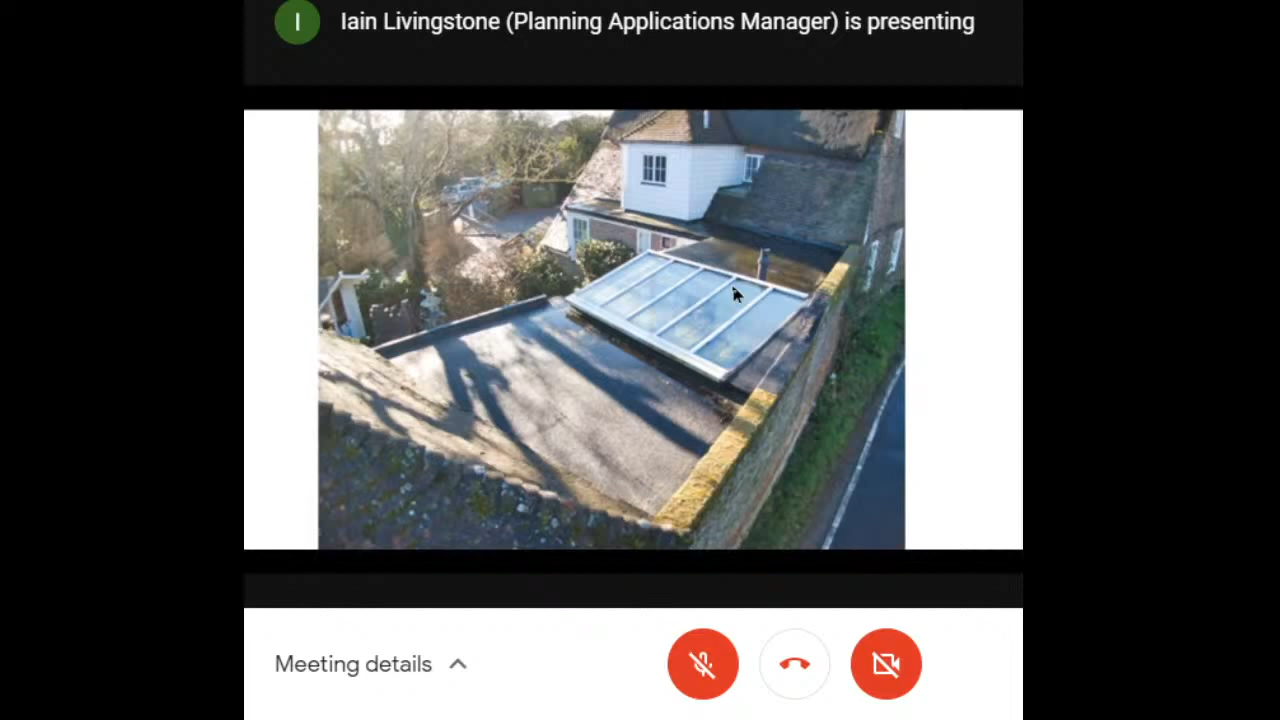 I
Iain Livingstone (Planning Applications Manager) is presenting
Meeting details